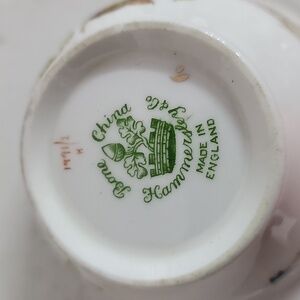 Bone China
Hammersley & Co.
MADE IN
ENGLAND